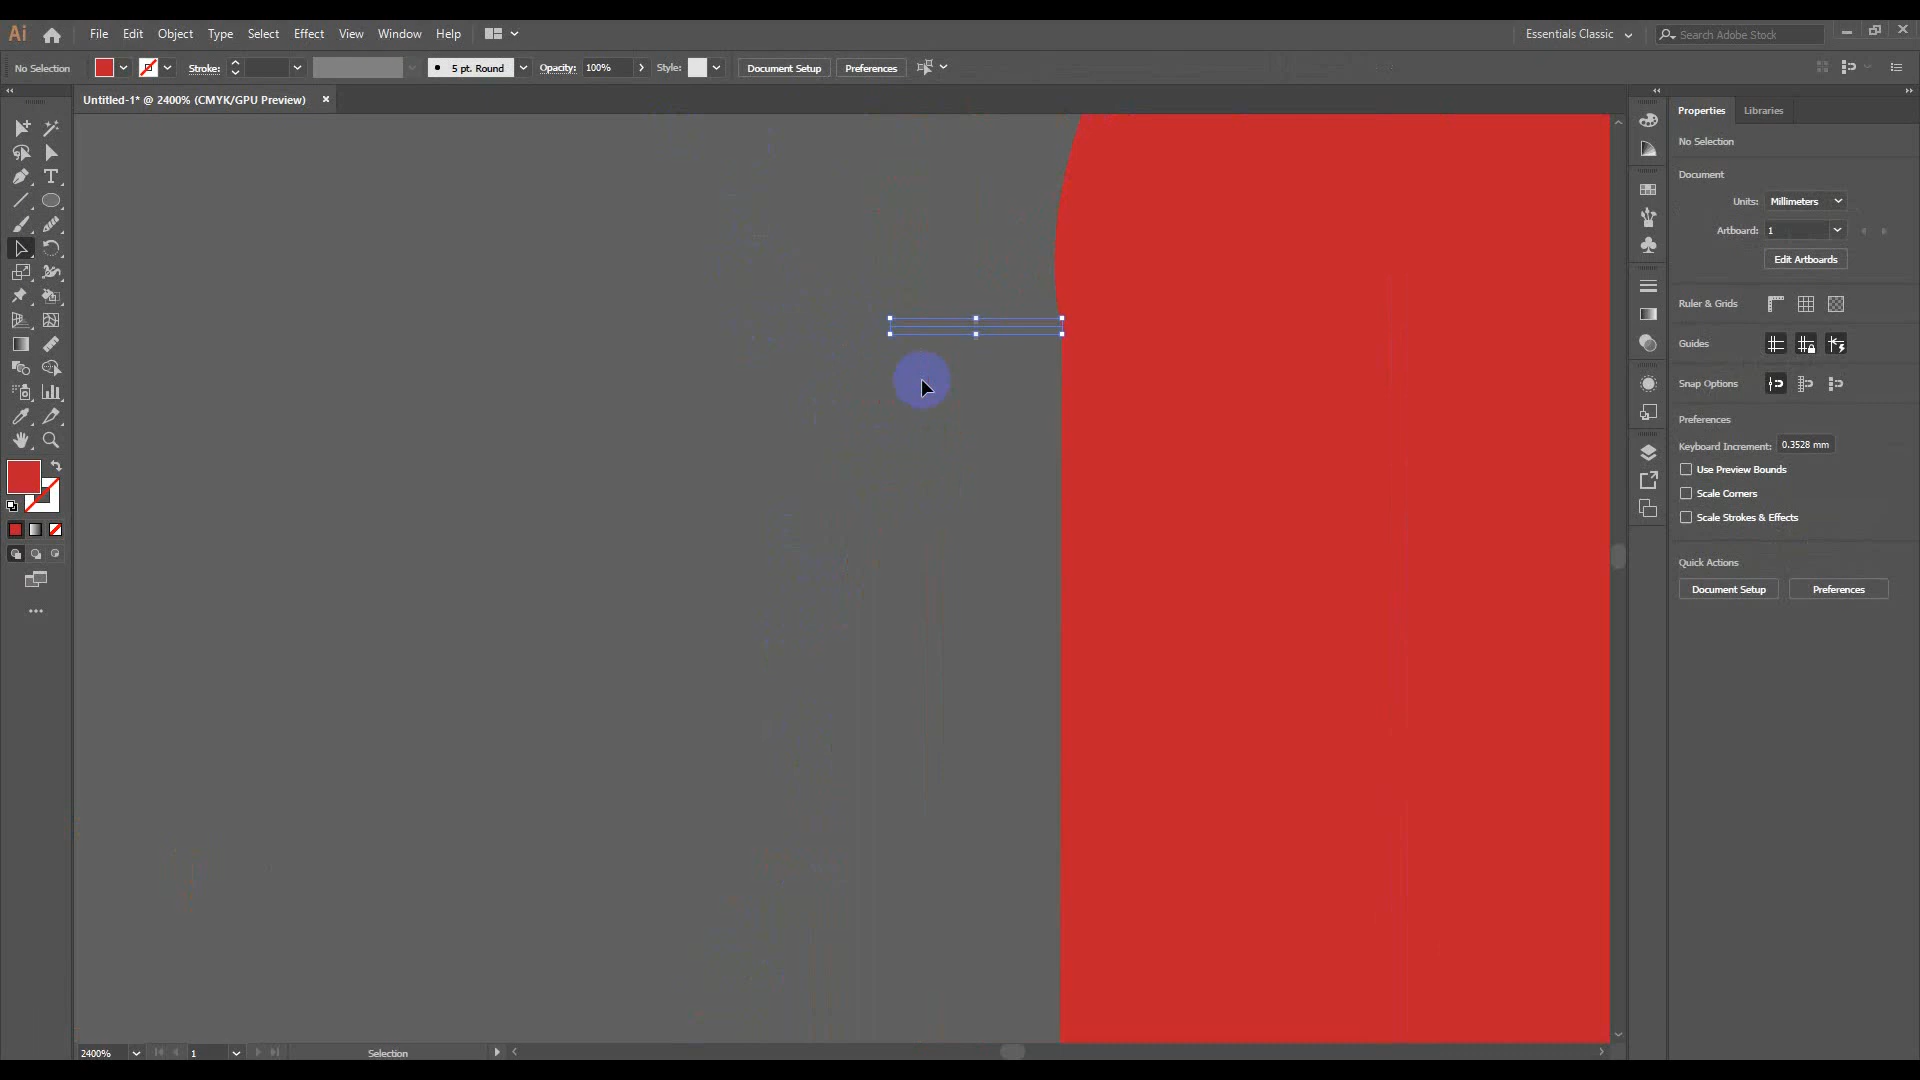 Ai File Edit Object Type Select Effect View Window Help Essentials Classic Search Adobe Stock
No Selection Stroke: 5 pt. Round Opacity: 100% Style: Document Setup Preferences
Untitled-1* @ 2400% (CMYK/GPU Preview)
Properties Libraries
No Selection
Document
Units: Millimeters
Artboard: 1
Edit Artboards
Ruler & Grids
Guides
Snap Options
Preferences
Keyboard Increment: 0.3528 mm
Use Preview Bounds
Scale Corners
Scale Strokes & Effects
Quick Actions
Document Setup Preferences
2400% 1 Selection